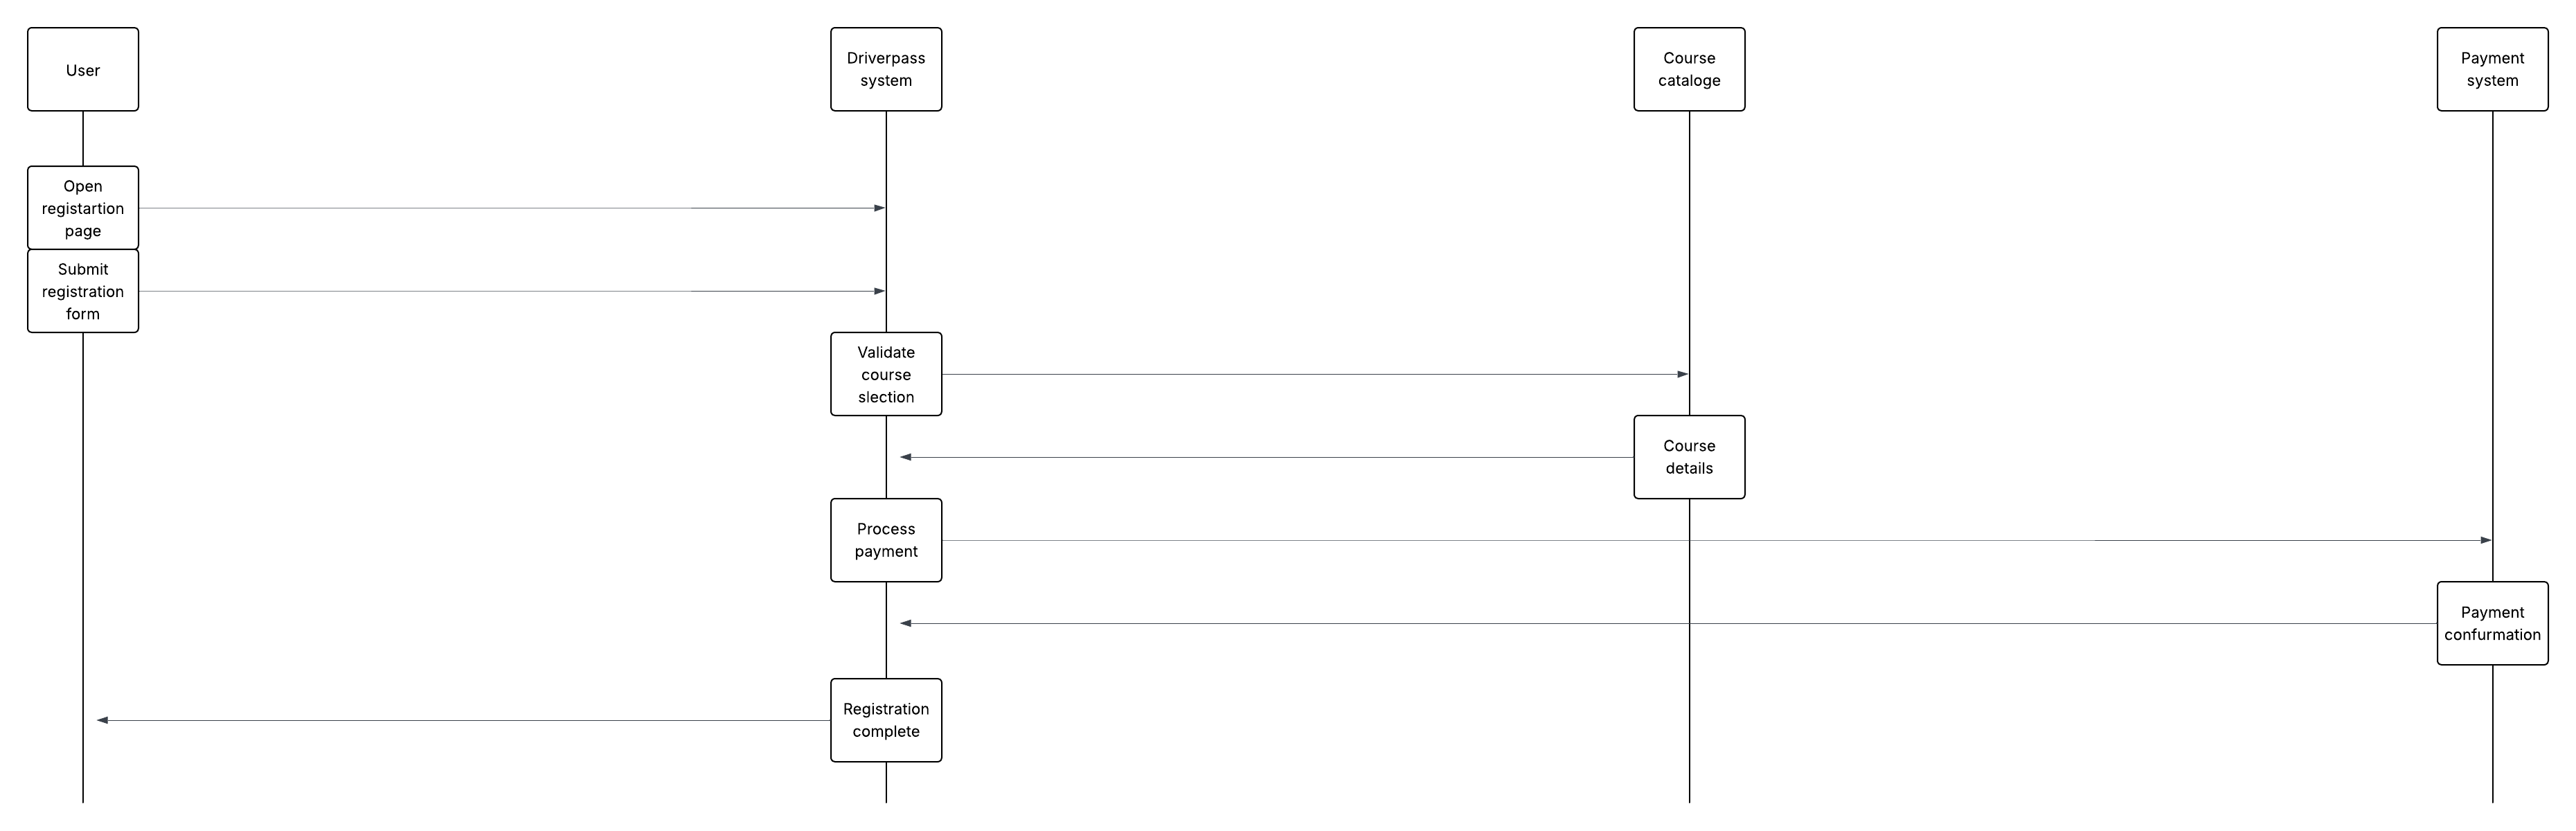 User
Driverpass
system
Course
cataloge
Payment
system
Open
registartion
page
Submit
registration
form
Validate
course
slection
Course
details
Process
payment
Payment
confurmation
Registration
complete